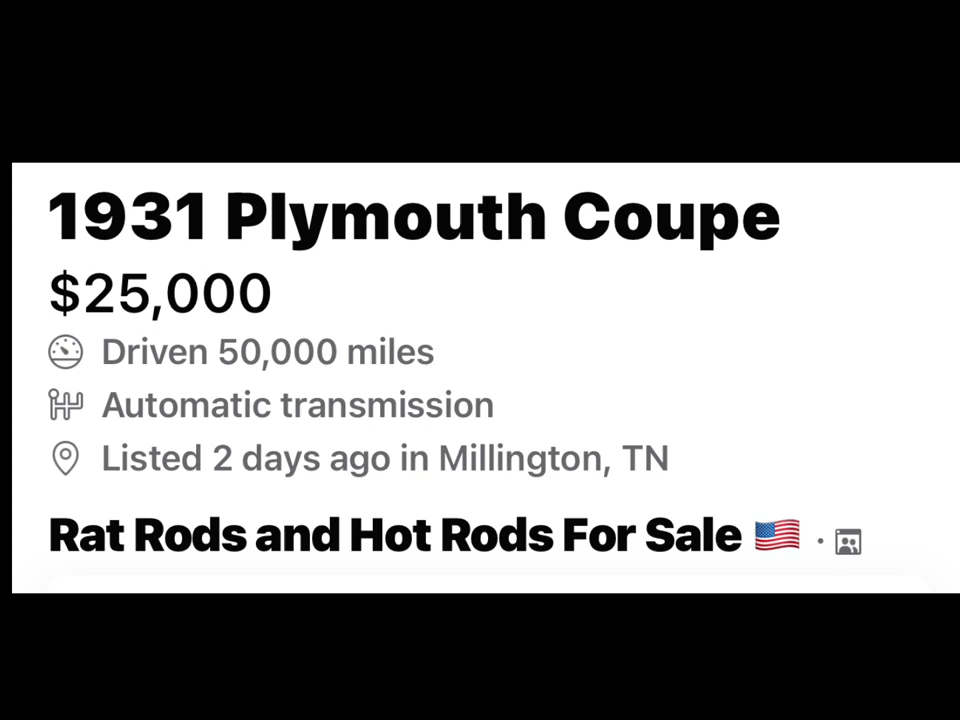 1931 Plymouth Coupe
$25,000
Driven 50,000 miles
Automatic transmission
Listed 2 days ago in Millington, TN
Rat Rods and Hot Rods For Sale 🇺🇸 ·